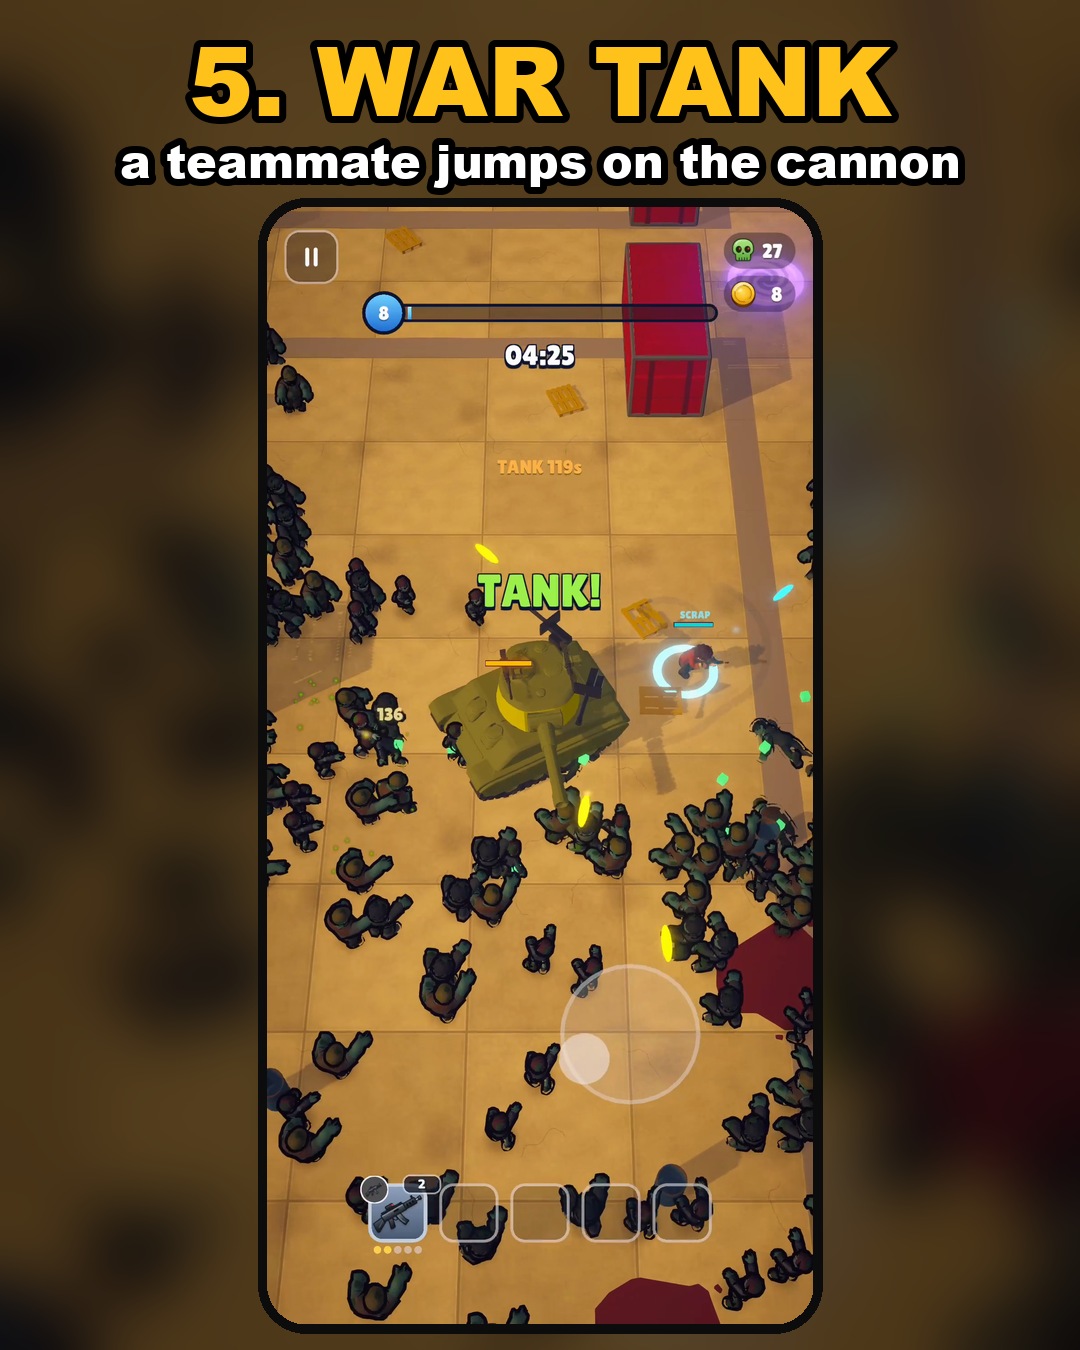 5. WAR TANK
a teammate jumps on the cannon
27
8
8
04:25
TANK 119s
TANK!
SCRAP
136
2